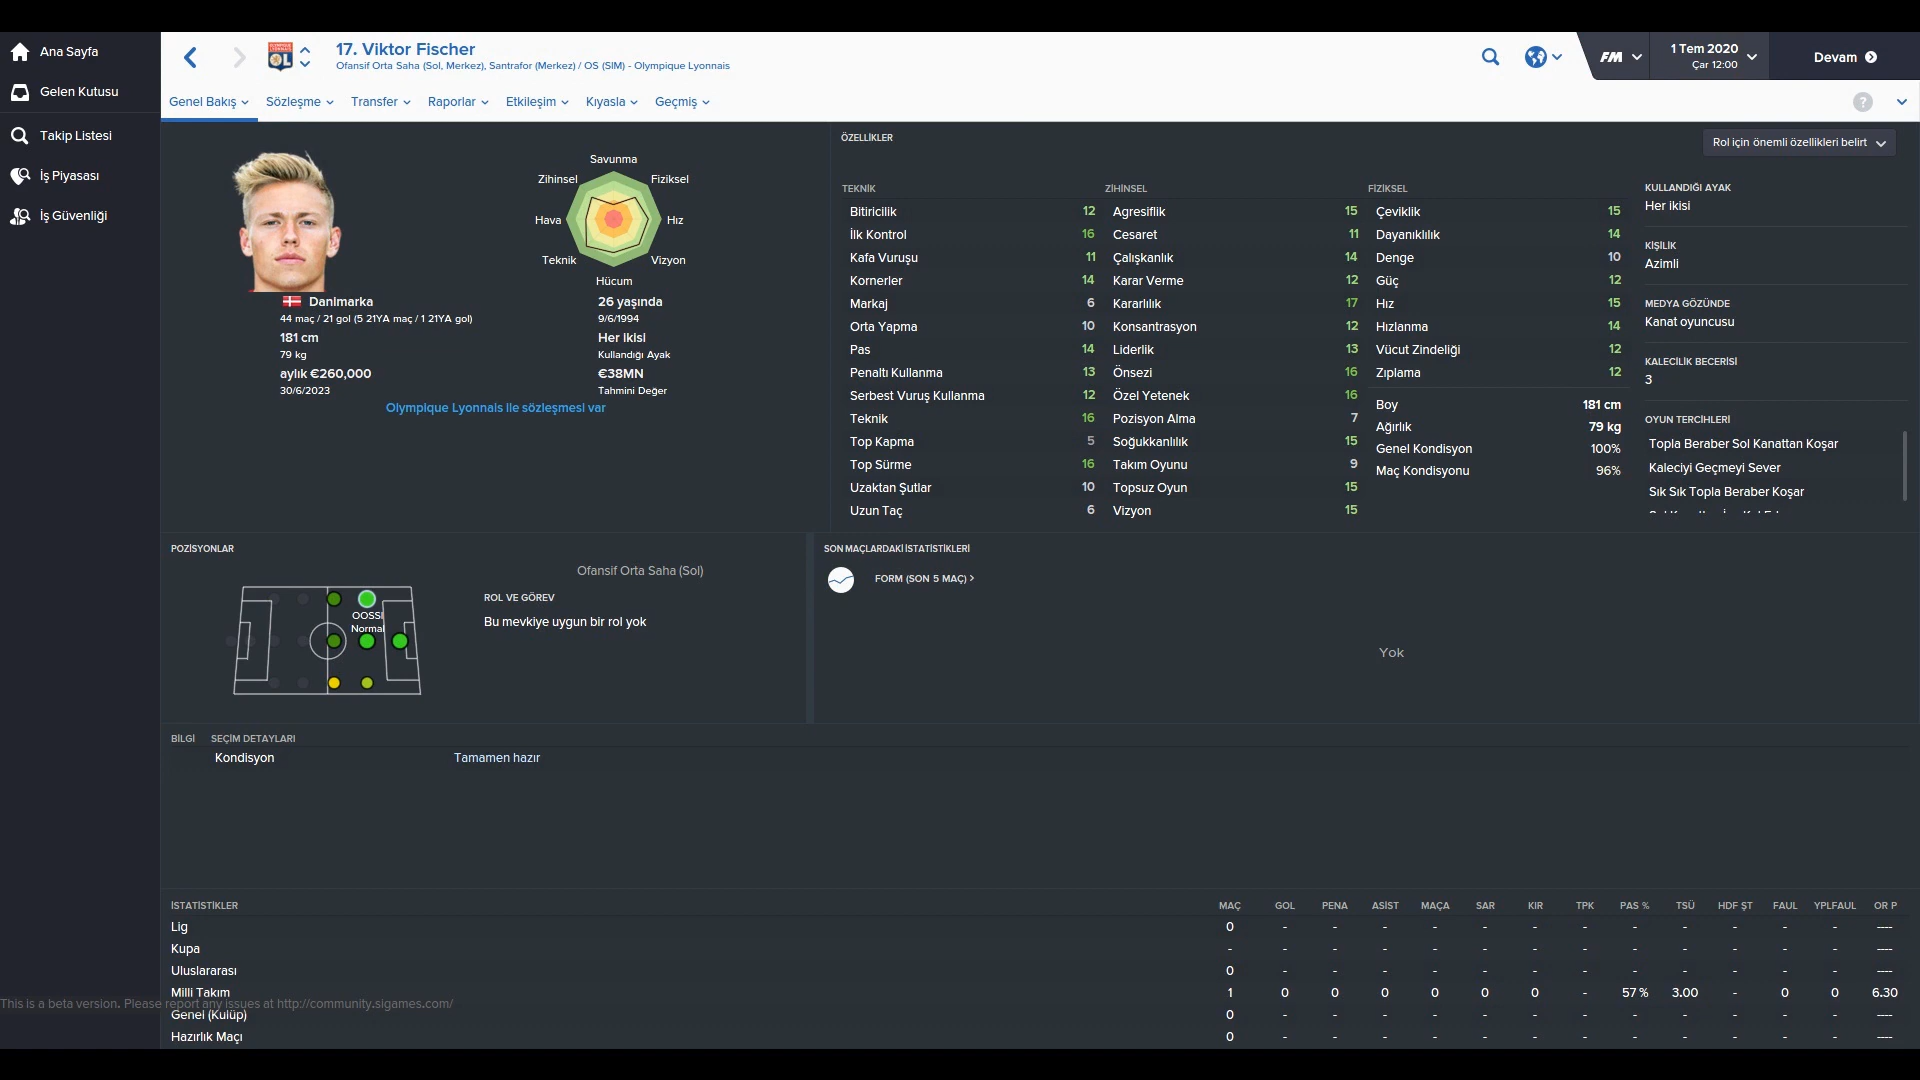 Ana Sayfa
Gelen Kutusu
Takip Listesi
İş Piyasası
İş Güvenliği
17. Viktor Fischer
Ofansif Orta Saha (Sol, Merkez), Santrafor (Merkez) / OS (SİM) - Olympique Lyonnais
FM
1 Tem 2020
Çar 12:00
Devam
Genel Bakış
Sözleşme
Transfer
Raporlar
Etkileşim
Kıyasla
Geçmiş
?
Savunma
Zihinsel
Fiziksel
Hava
Hız
Teknik
Vizyon
Hücum
Danimarka
44 maç / 21 gol (5 21YA maç / 1 21YA gol)
181 cm
79 kg
aylık €260,000
30/6/2023
26 yaşında
9/6/1994
Her ikisi
Kullandığı Ayak
€38MN
Tahmini Değer
Olympique Lyonnais ile sözleşmesi var
ÖZELLİKLER
Rol için önemli özellikleri belirt
TEKNİK
Bitiricilik 12
İlk Kontrol 16
Kafa Vuruşu 11
Kornerler 14
Markaj 6
Orta Yapma 10
Pas 14
Penaltı Kullanma 13
Serbest Vuruş Kullanma 12
Teknik 16
Top Kapma 5
Top Sürme 16
Uzaktan Şutlar 10
Uzun Taç 6
ZİHİNSEL
Agresiflik 15
Cesaret 11
Çalışkanlık 14
Karar Verme 12
Kararlılık 17
Konsantrasyon 12
Liderlik 13
Önsezi 16
Özel Yetenek 16
Pozisyon Alma 7
Soğukkanlılık 15
Takım Oyunu 9
Topsuz Oyun 15
Vizyon 15
FİZİKSEL
Çeviklik 15
Dayanıklılık 14
Denge 10
Güç 12
Hız 15
Hızlanma 14
Vücut Zindeliği 12
Zıplama 12
Boy 181 cm
Ağırlık 79 kg
Genel Kondisyon 100%
Maç Kondisyonu 96%
KULLANDIĞI AYAK
Her ikisi
KİŞİLİK
Azimli
MEDYA GÖZÜNDE
Kanat oyuncusu
KALECİLİK BECERİSİ
3
OYUN TERCİHLERİ
Topla Beraber Sol Kanattan Koşar
Kaleciyi Geçmeyi Sever
Sık Sık Topla Beraber Koşar
POZİSYONLAR
Ofansif Orta Saha (Sol)
OOSSİ
Normal
ROL VE GÖREV
Bu mevkiye uygun bir rol yok
SON MAÇLARDAKİ İSTATİSTİKLERİ
FORM (SON 5 MAÇ) >
Yok
BİLGİ SEÇİM DETAYLARI
Kondisyon Tamamen hazır
İSTATİSTİKLER MAÇ GOL PENA ASİST MAÇA SAR KIR TPK PAS % TSÜ HDF ŞT FAUL YPLFAUL OR P
Lig 0 - - - - - - - - - - - - ----
Kupa - - - - - - - - - - - - - ----
Uluslararası 0 - - - - - - - - - - - - ----
Milli Takım 1 0 0 0 0 0 0 - 57 % 3.00 - 0 0 6.30
This is a beta version. Please report any issues at http://community.sigames.com/
Genel (Kulüp) 0 - - - - - - - - - - - - ----
Hazırlık Maçı 0 - - - - - - - - - - - - ----